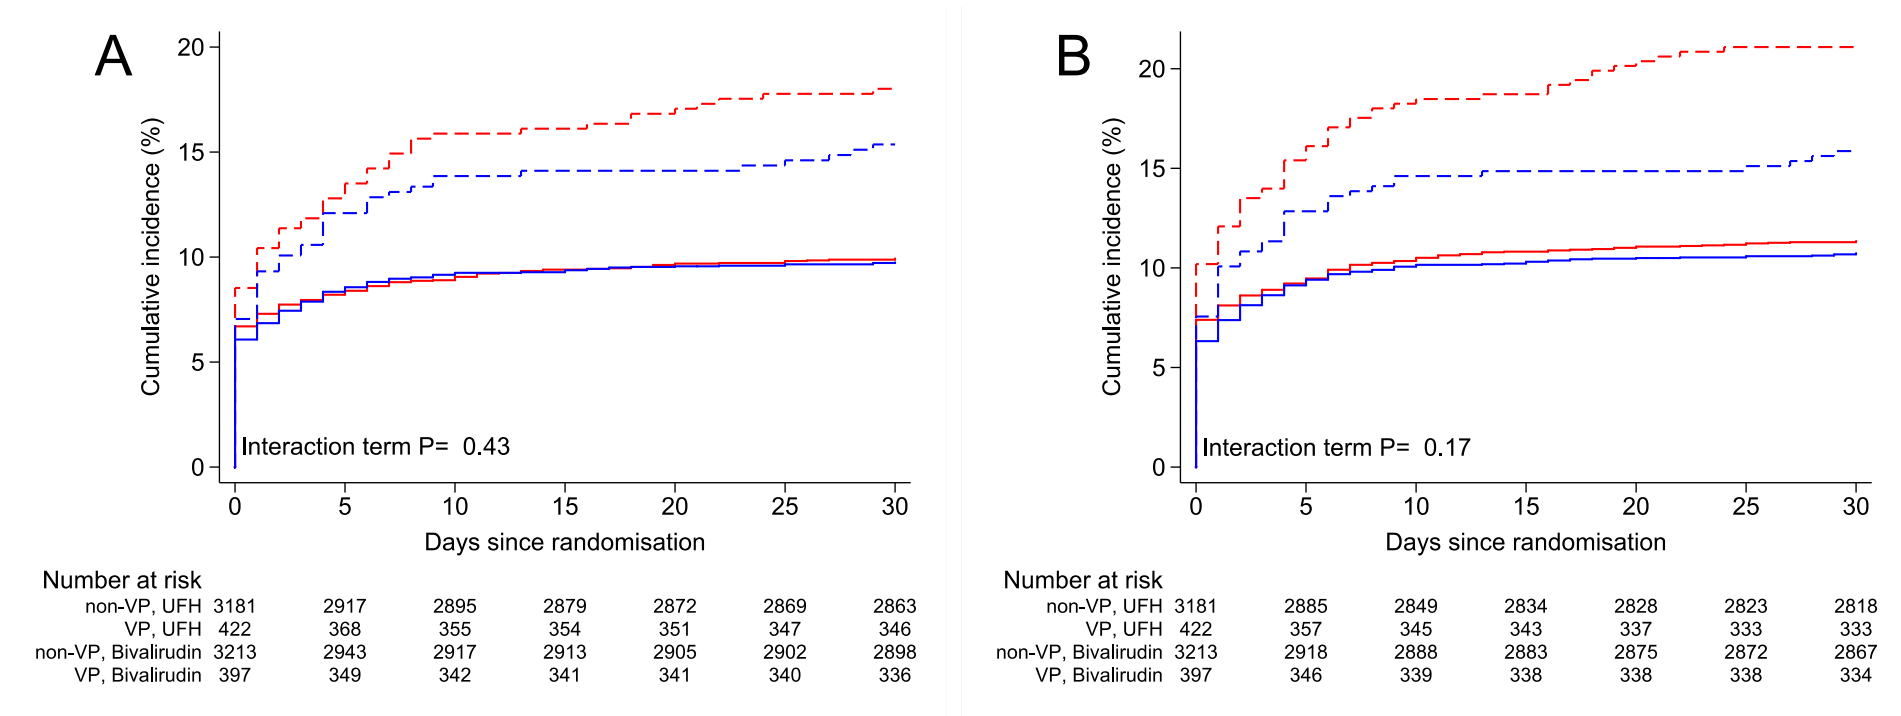 A
Cumulative incidence (%)
20
15
10
5
0
Interaction term P= 0.43
0 5 10 15 20 25 30
Days since randomisation
Number at risk
non-VP, UFH 3181 2917 2895 2879 2872 2869 2863
VP, UFH 422 368 355 354 351 347 346
non-VP, Bivalirudin 3213 2943 2917 2913 2905 2902 2898
VP, Bivalirudin 397 349 342 341 341 340 336
B
Cumulative incidence (%)
20
15
10
5
0
Interaction term P= 0.17
0 5 10 15 20 25 30
Days since randomisation
Number at risk
non-VP, UFH 3181 2885 2849 2834 2828 2823 2818
VP, UFH 422 357 345 343 337 333 333
non-VP, Bivalirudin 3213 2918 2888 2883 2875 2872 2867
VP, Bivalirudin 397 346 339 338 338 338 334